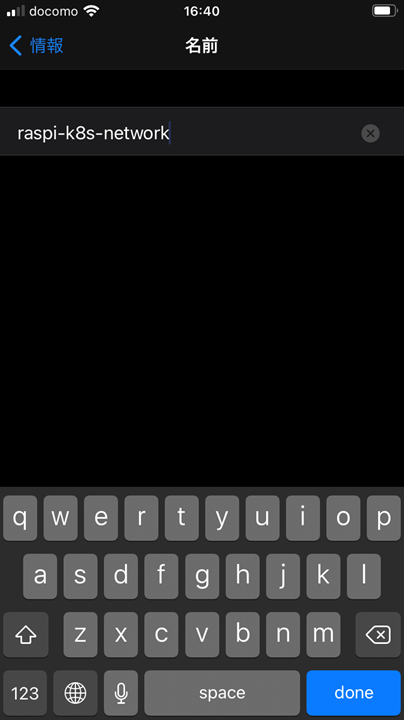 docomo 16:40
情報 名前
raspi-k8s-network
q w e r t y u i o p
a s d f g h j k l
z x c v b n m
123 space done